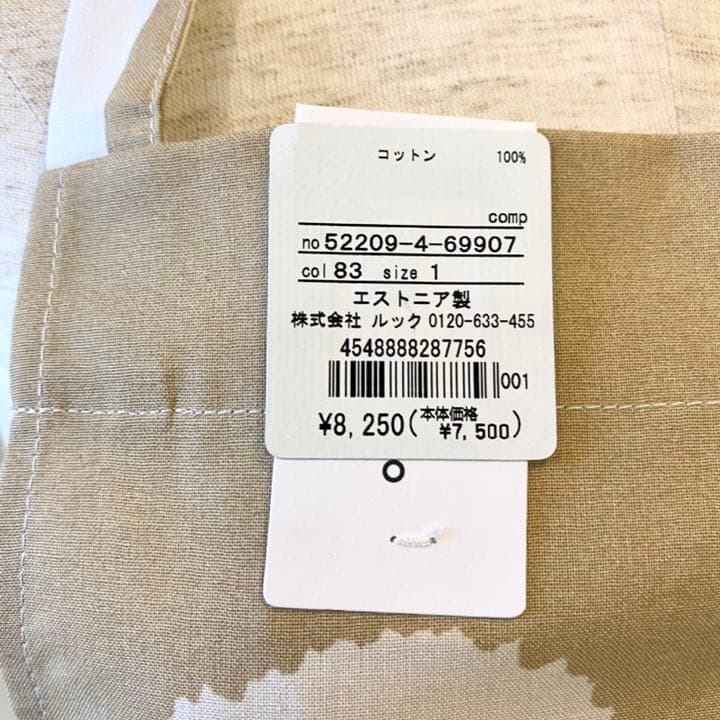 コットン 100%
comp
no 52209-4-69907
col 83 size 1
エストニア製
株式会社 ルック 0120-633-455
4548888287756
001
¥8,250(本体価格 ¥7,500)